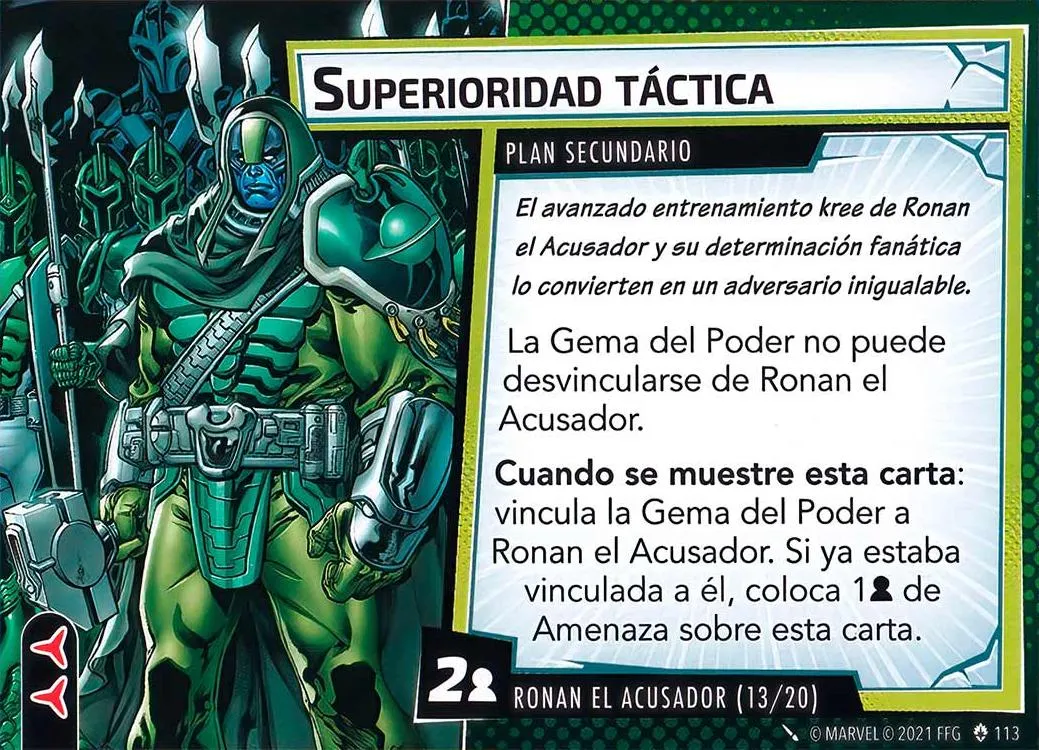 SUPERIORIDAD TÁCTICA
PLAN SECUNDARIO
El avanzado entrenamiento kree de Ronan
el Acusador y su determinación fanática
lo convierten en un adversario inigualable.
La Gema del Poder no puede
desvincularse de Ronan el
Acusador.
Cuando se muestre esta carta:
vincula la Gema del Poder a
Ronan el Acusador. Si ya estaba
vinculada a él, coloca 1 de
Amenaza sobre esta carta.
2
RONAN EL ACUSADOR (13/20)
© MARVEL © 2021 FFG 113